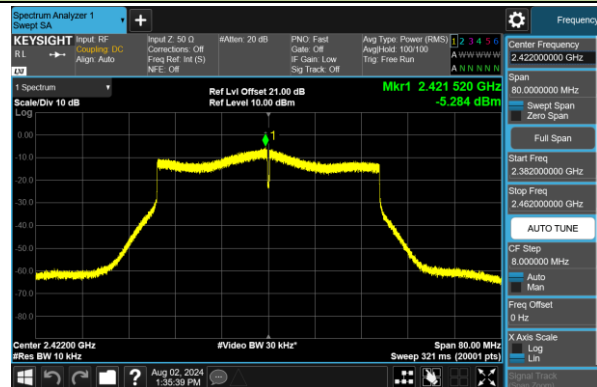 Spectrum Analyzer 1
Swept SA
Frequency
KEYSIGHT
RL
LXI
Input: RF
Coupling: DC
Align: Auto
Input Z: 50 Ω
Corrections: Off
Freq Ref: Int (S)
NFE: Off
#Atten: 20 dB
PNO: Fast
Gate: Off
IF Gain: Low
Sig Track: Off
Avg Type: Power (RMS)
Avg|Hold: 100/100
Trig: Free Run
1 2 3 4 5 6
A W W W W W
A N N N N N
1 Spectrum
Scale/Div 10 dB
Log
Ref Lvl Offset 21.00 dB
Ref Level 10.00 dBm
Mkr1 2.421 520 GHz
-5.284 dBm
1
0.00
-10.0
-20.0
-30.0
-40.0
-50.0
-60.0
-70.0
-80.0
Center 2.42200 GHz
#Res BW 10 kHz
#Video BW 30 kHz*
Span 80.00 MHz
Sweep 321 ms (20001 pts)
Center Frequency
2.422000000 GHz
Span
80.0000000 MHz
Swept Span
Zero Span
Full Span
Start Freq
2.382000000 GHz
Stop Freq
2.462000000 GHz
AUTO TUNE
CF Step
8.000000 MHz
Auto
Man
Freq Offset
0 Hz
X Axis Scale
Log
Lin
Signal Track
(Span Zoom)
?
Aug 02, 2024
1:35:39 PM